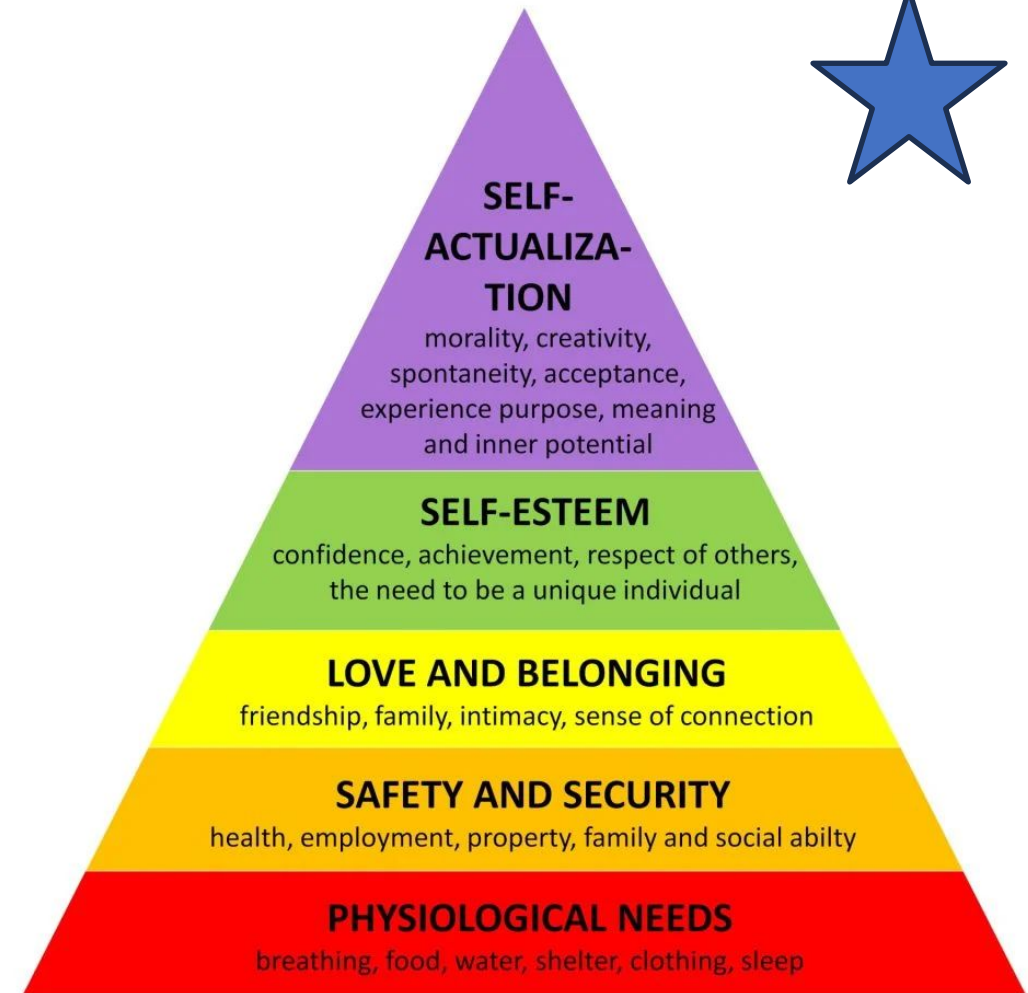 SELF-
ACTUALIZA-
TION
morality, creativity,
spontaneity, acceptance,
experience purpose, meaning
and inner potential
SELF-ESTEEM
confidence, achievement, respect of others,
the need to be a unique individual
LOVE AND BELONGING
friendship, family, intimacy, sense of connection
SAFETY AND SECURITY
health, employment, property, family and social abilty
PHYSIOLOGICAL NEEDS
breathing, food, water, shelter, clothing, sleep